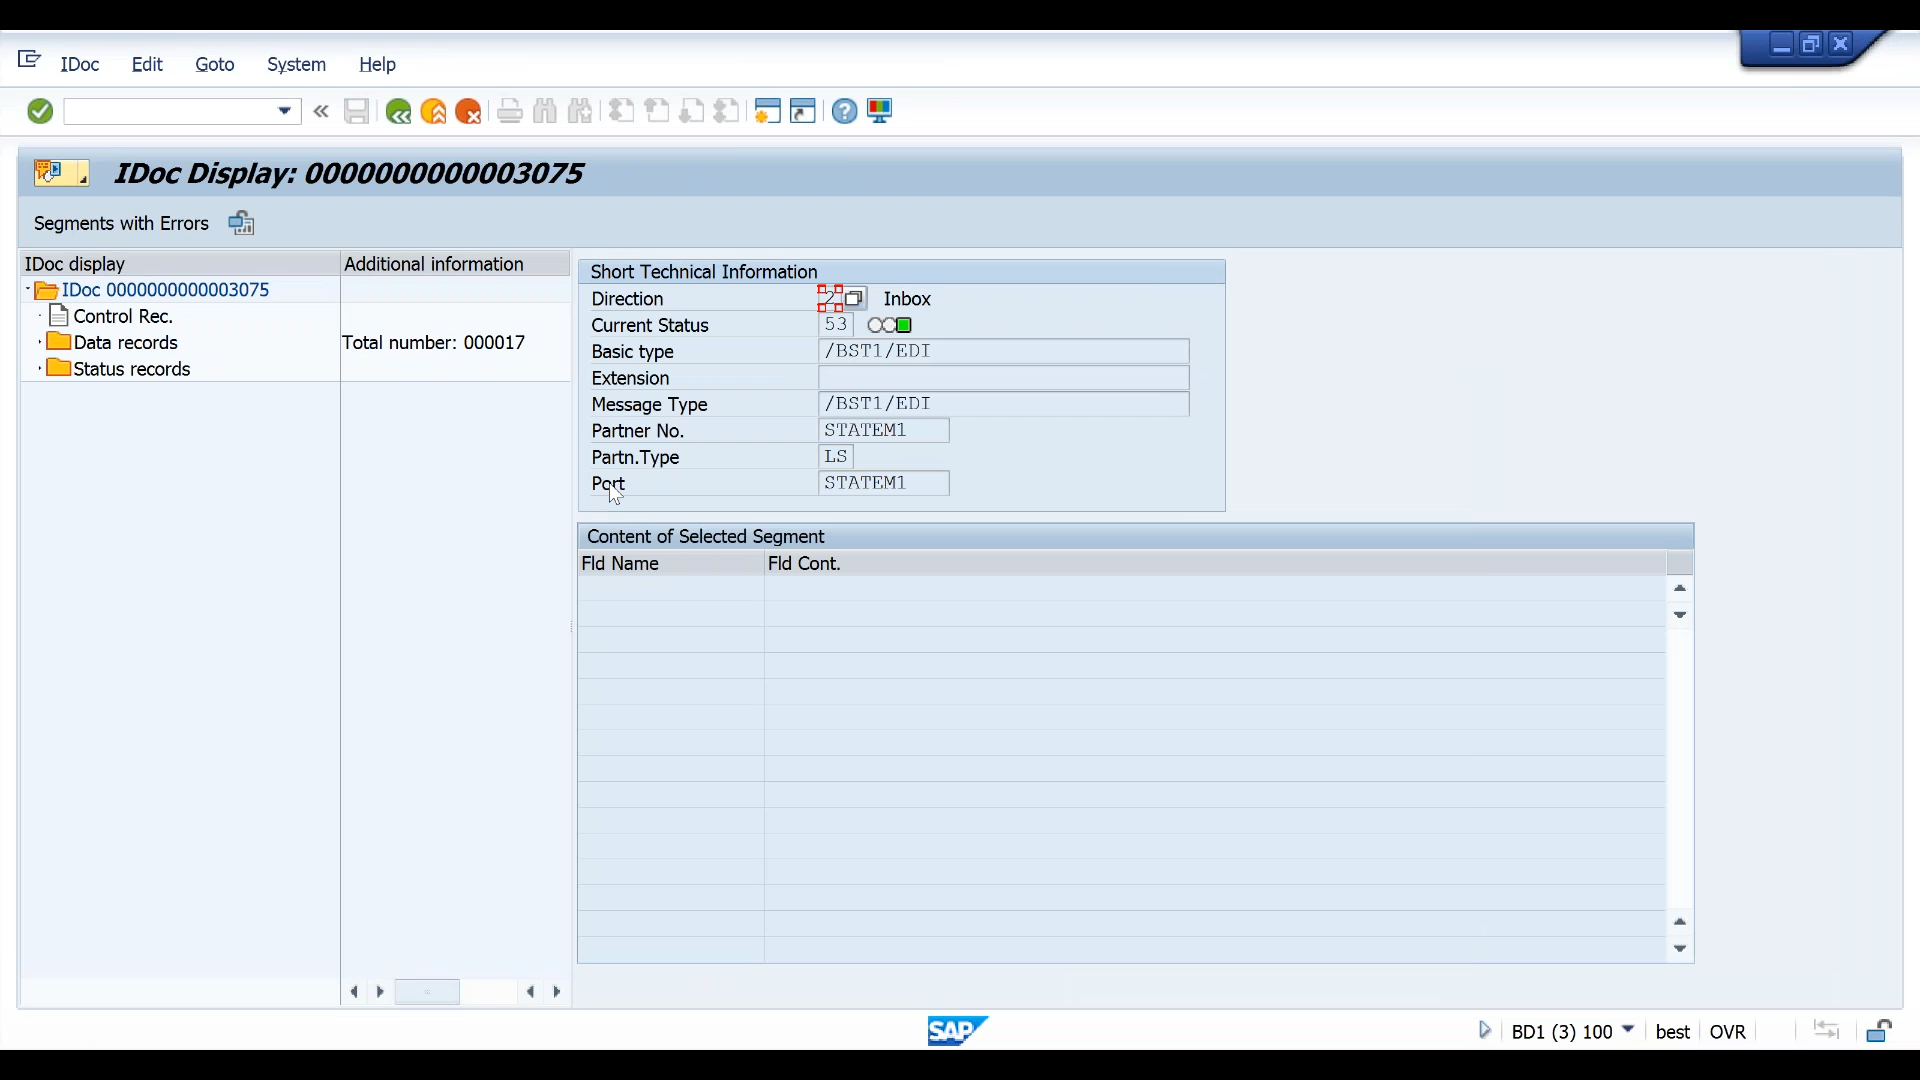 IDoc Edit Goto System Help
IDoc Display: 0000000000003075
Segments with Errors
IDoc display Additional information
IDoc 0000000000003075
Control Rec.
Data records Total number: 000017
Status records
Short Technical Information
Direction 2 Inbox
Current Status 53
Basic type /BST1/EDI
Extension
Message Type /BST1/EDI
Partner No. STATEM1
Partn.Type LS
Port STATEM1
Content of Selected Segment
Fld Name Fld Cont.
SAP
BD1 (3) 100 best OVR